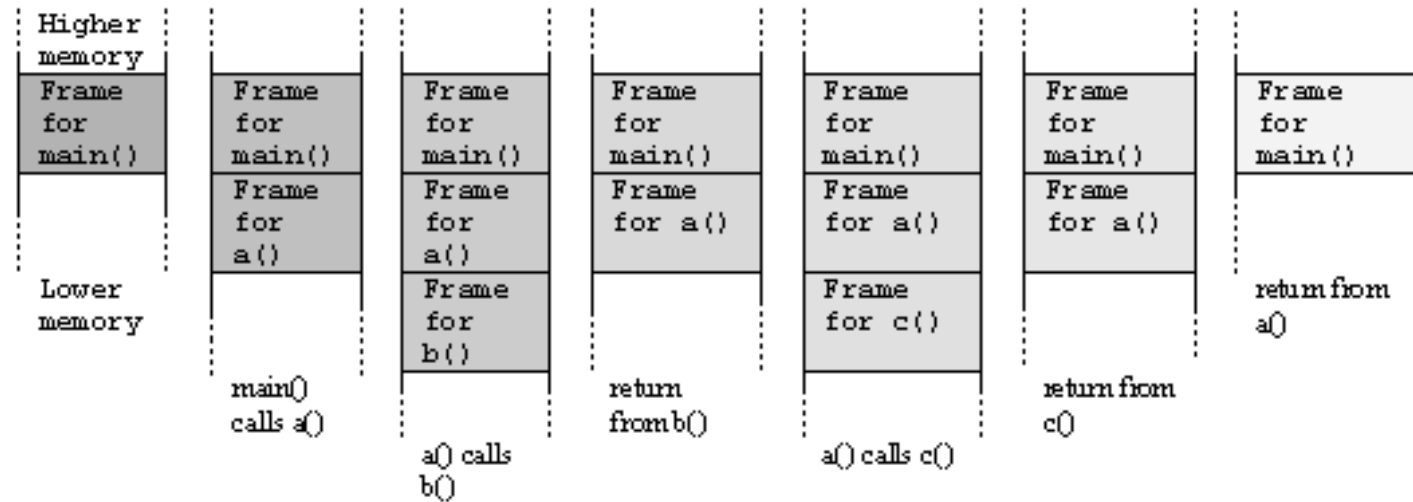 Higher
memory
Frame
for
main()
Lower
memory
Frame
for
main()
Frame
for
a()
main()
calls a()
Frame
for
main()
Frame
for
a()
Frame
for
b()
a() calls
b()
Frame
for
main()
Frame
for a()
return
from b()
Frame
for
main()
Frame
for a()
Frame
for c()
a() calls c()
Frame
for
main()
Frame
for a()
return from
c()
Frame
for
main()
return from
a()